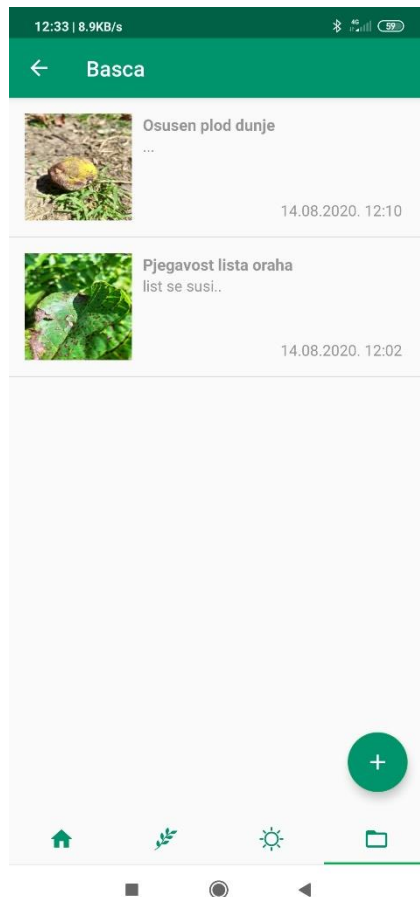 12:33 | 8.9KB/s 4G 59
Basca
Osusen plod dunje
...
14.08.2020. 12:10
Pjegavost lista oraha
list se susi..
14.08.2020. 12:02
+